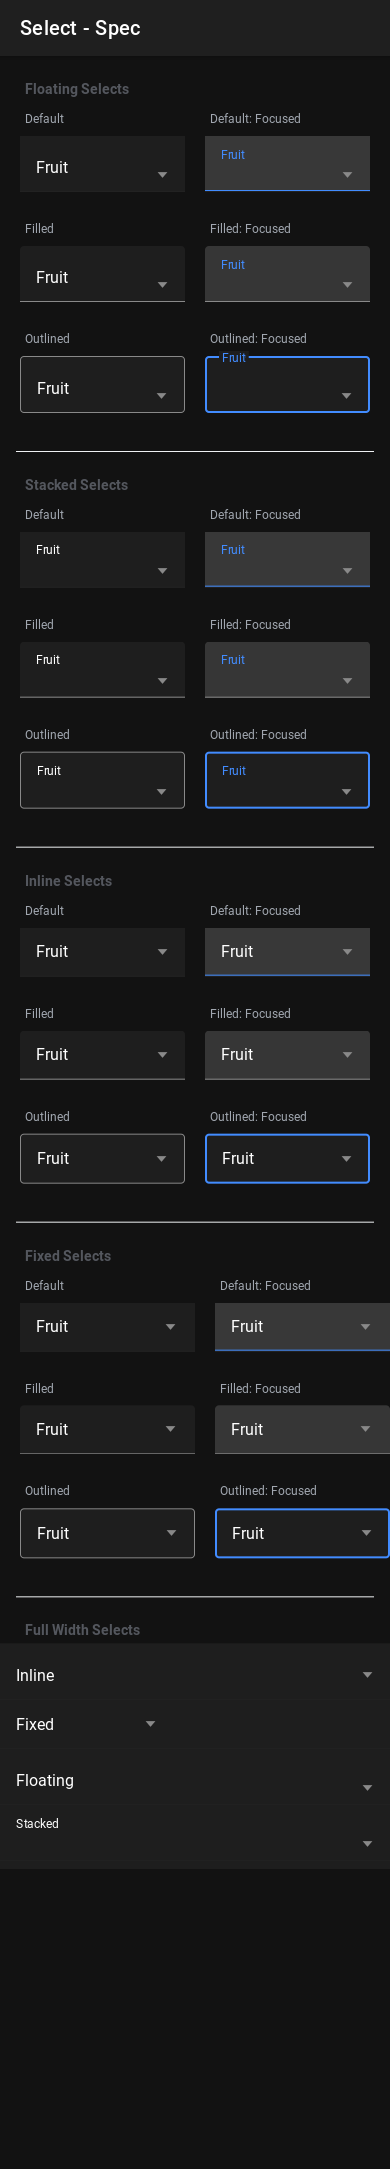 Select - Spec
Floating Selects
Default Default: Focused
Fruit Fruit
Filled Filled: Focused
Fruit Fruit
Outlined Outlined: Focused
Fruit Fruit
Stacked Selects
Default Default: Focused
Fruit Fruit
Filled Filled: Focused
Fruit Fruit
Outlined Outlined: Focused
Fruit Fruit
Inline Selects
Default Default: Focused
Fruit Fruit
Filled Filled: Focused
Fruit Fruit
Outlined Outlined: Focused
Fruit Fruit
Fixed Selects
Default Default: Focused
Fruit Fruit
Filled Filled: Focused
Fruit Fruit
Outlined Outlined: Focused
Fruit Fruit
Full Width Selects
Inline
Fixed
Floating
Stacked